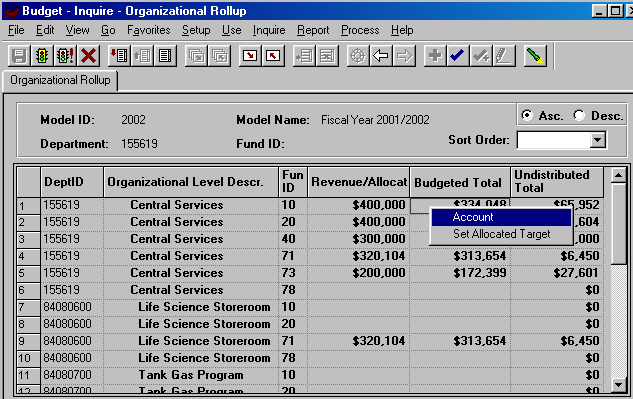 Budget - Inquire - Organizational Rollup
File Edit View Go Favorites Setup Use Inquire Report Process Help
Organizational Rollup
Model ID: 2002 Model Name: Fiscal Year 2001/2002 Asc. Desc.
Department: 155619 Fund ID: Sort Order:
DeptID Organizational Level Descr. Fun ID Revenue/Allocat Budgeted Total Undistributed Total
1 155619 Central Services 10 $400,000 $334,048 $65,952
2 155619 Central Services 20 $400,000 Account ,604
3 155619 Central Services 40 $300,000 Set Allocated Target ,000
4 155619 Central Services 71 $320,104 $313,654 $6,450
5 155619 Central Services 73 $200,000 $172,399 $27,601
6 155619 Central Services 78 $0
7 84080600 Life Science Storeroom 10 $0
8 84080600 Life Science Storeroom 20 $0
9 84080600 Life Science Storeroom 71 $320,104 $313,654 $6,450
10 84080600 Life Science Storeroom 78 $0
11 84080700 Tank Gas Program 10 $0
12 84080700 Tank Gas Program 20 $0